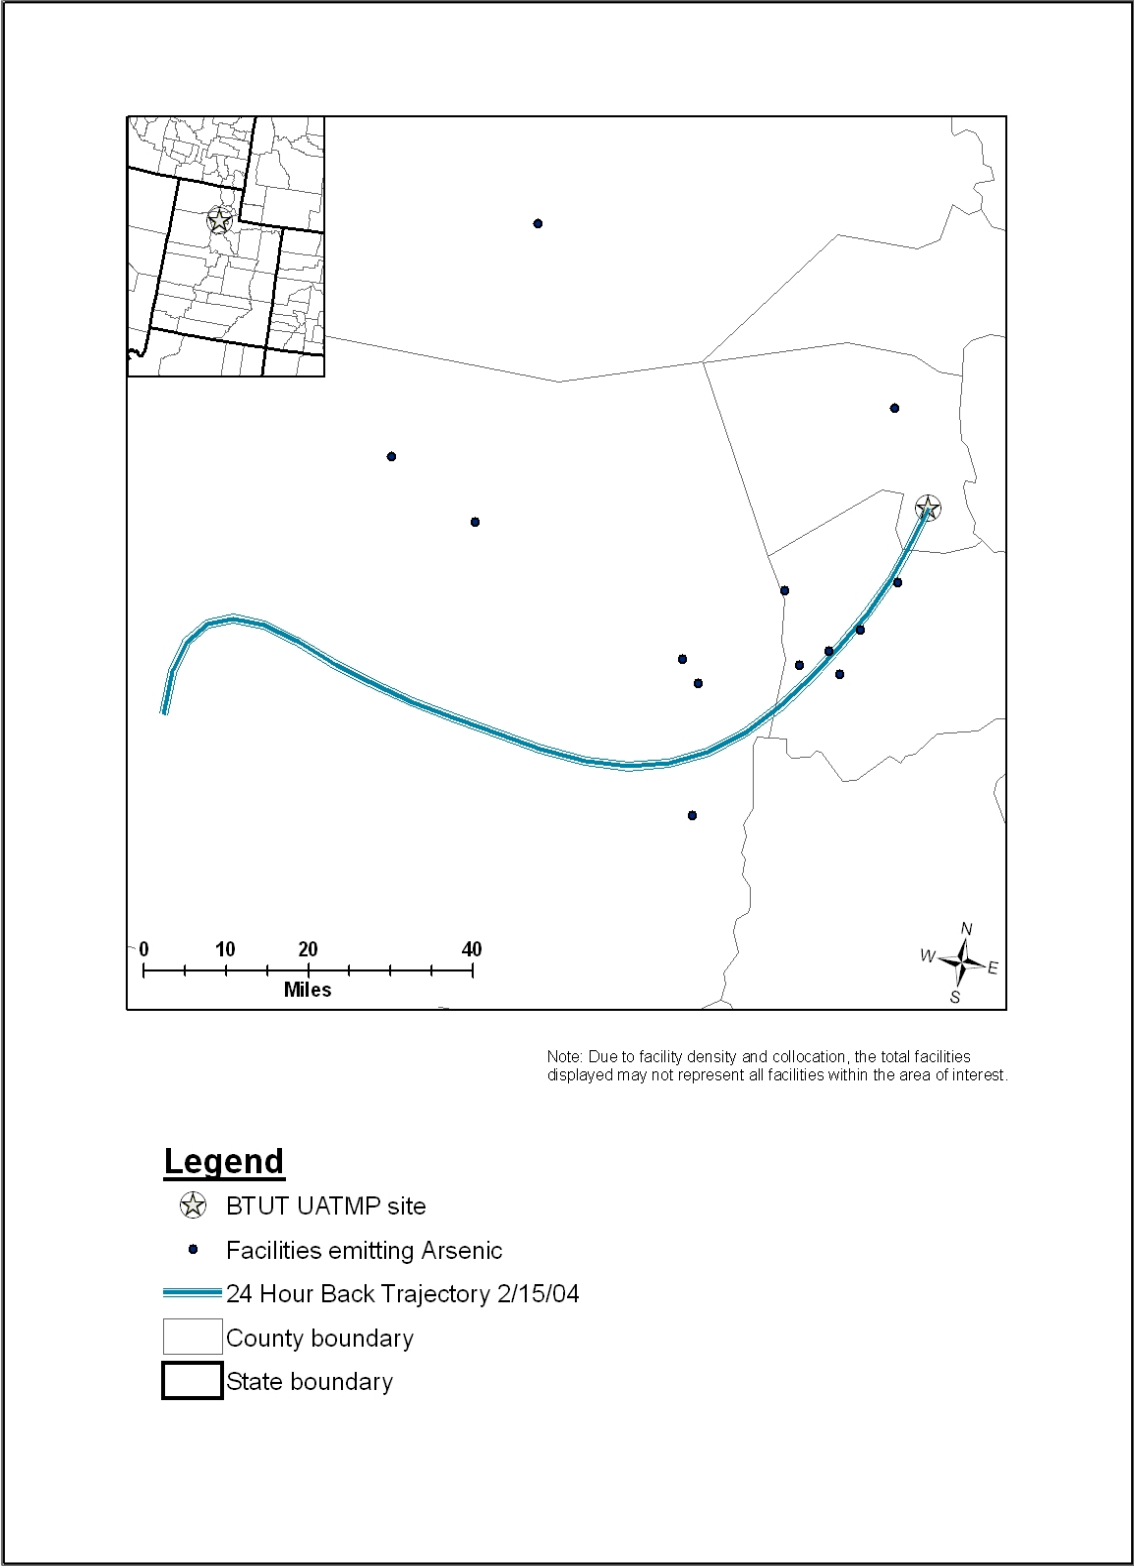 0 10 20 40
Miles
N
W E
S
Note: Due to facility density and collocation, the total facilities
displayed may not represent all facilities within the area of interest.
Legend
BTUT UATMP site
Facilities emitting Arsenic
24 Hour Back Trajectory 2/15/04
County boundary
State boundary